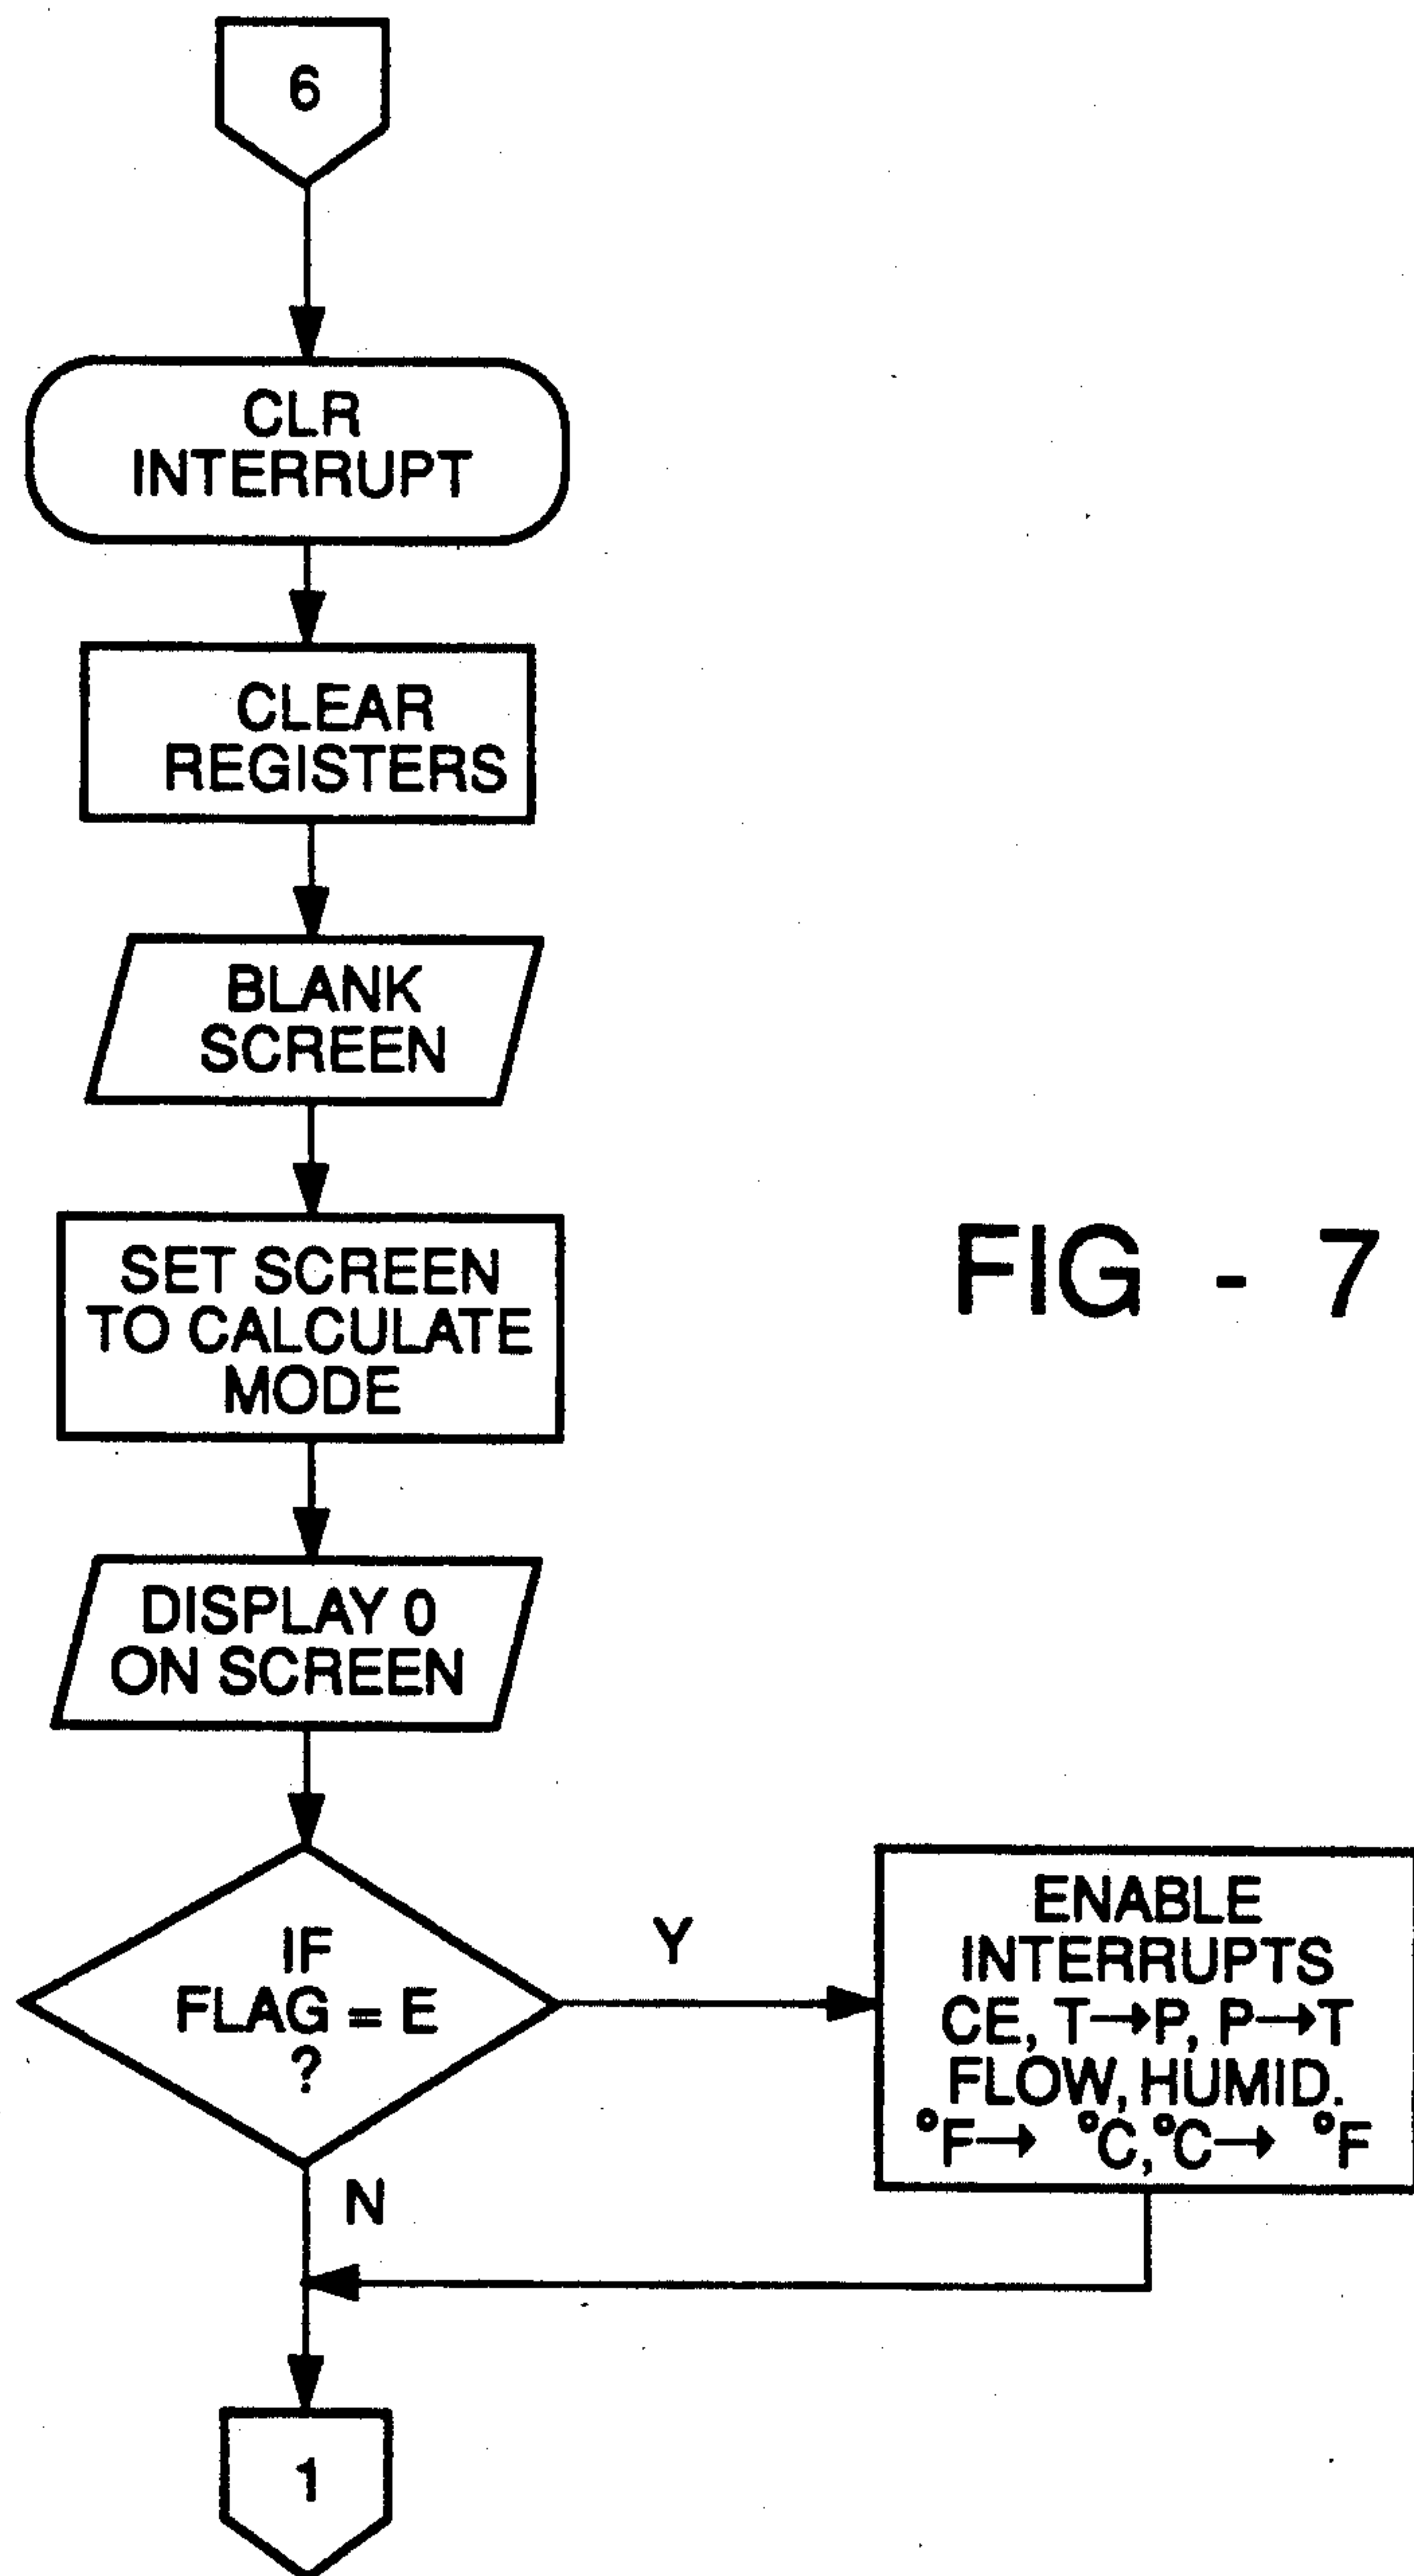 6
CLR
INTERRUPT
CLEAR
REGISTERS
BLANK
SCREEN
SET SCREEN
TO CALCULATE
MODE
FIG - 7
DISPLAY 0
ON SCREEN
IF
FLAG = E
?
Y
ENABLE
INTERRUPTS
CE, T→P, P→T
FLOW, HUMID.
°F→ °C,°C→ °F
N
1